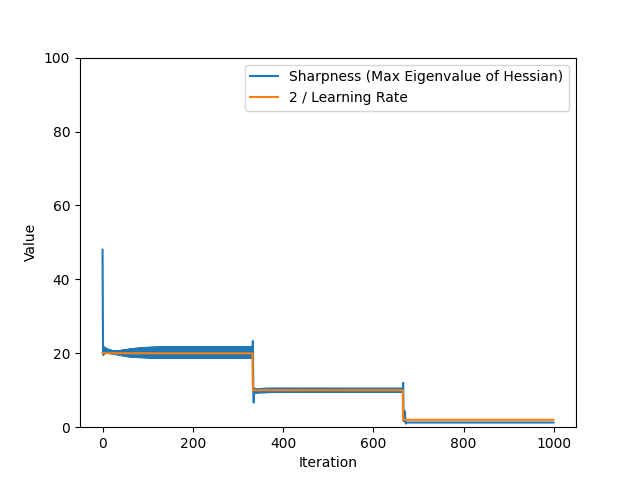 100
80
60
40
20
0
Value
Sharpness (Max Eigenvalue of Hessian)
2 / Learning Rate
0 200 400 600 800 1000
Iteration